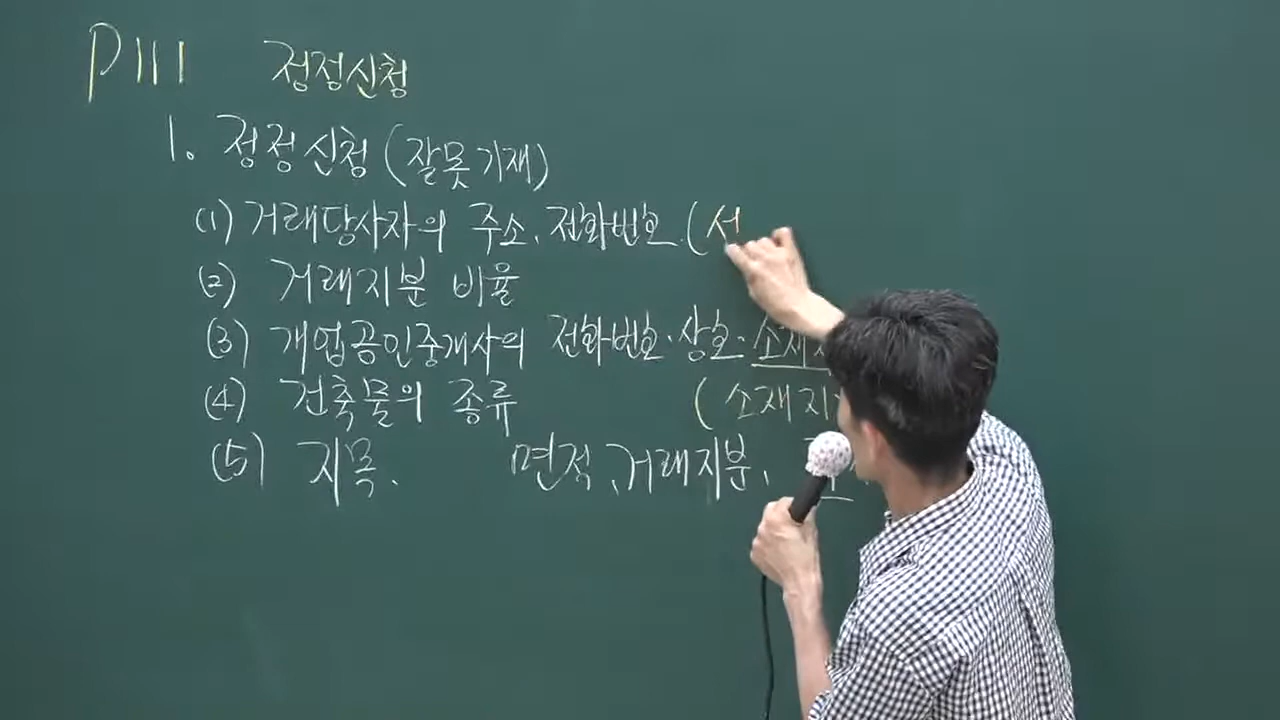 P111 정정신청
1. 정정신청 (잘못기재)
(1) 거래당사자의 주소, 전화번호 (서
(2) 거래지분 비율
(3) 개업공인중개사의 전화번호·상호·소재
(4) 건축물의 종류 (소재지
(5) 지목. 면적, 거래지분,